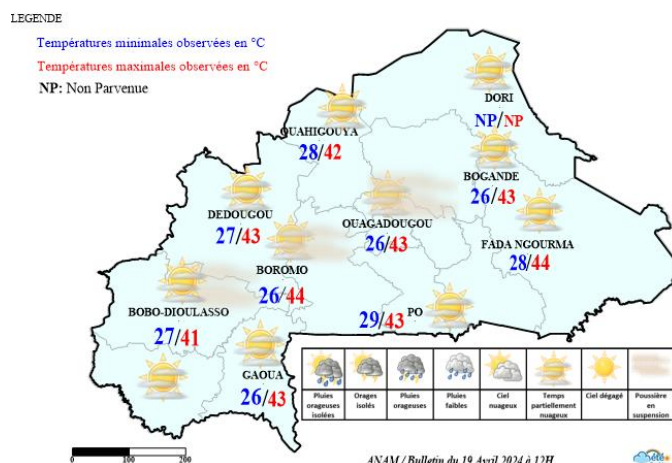 LEGENDE
Températures minimales observées en °C
Températures maximales observées en °C
NP: Non Parvenue
DORI
NP/NP
OUAHIGOUYA
28/42
BOGANDE
26/43
DEDOUGOU
27/43
OUAGADOUGOU
26/43
FADA NGOURMA
28/44
BOROMO
26/44
BOBO-DIOULASSO
27/41
PO
29/43
GAOUA
26/43
Pluies
orageuses
isolées
Orages
isolés
Pluies
orageuses
Pluies
faibles
Ciel
nuageux
Temps
partiellement
nuageux
Ciel dégagé
Poussière
en
suspension
0 100 200
ANAM / Bulletin du 19 Avril 2024 à 12H